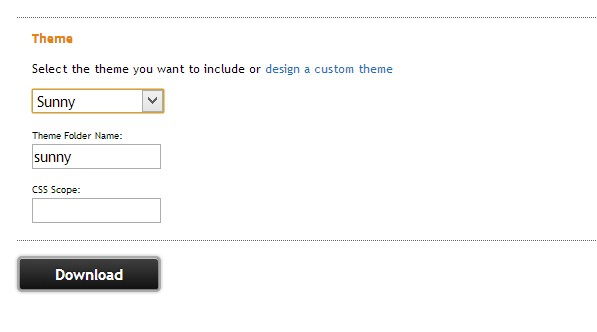 Theme
Select the theme you want to include or design a custom theme
Sunny
Theme Folder Name:
sunny
CSS Scope:
Download